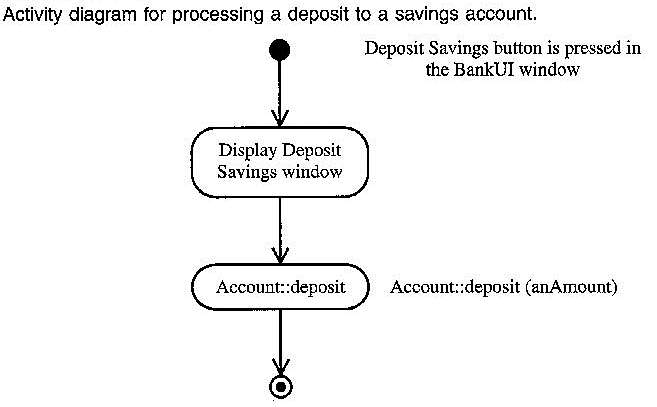 Activity diagram for processing a deposit to a savings account.
Deposit Savings button is pressed in
the BankUI window
Display Deposit
Savings window
Account::deposit
Account::deposit (anAmount)